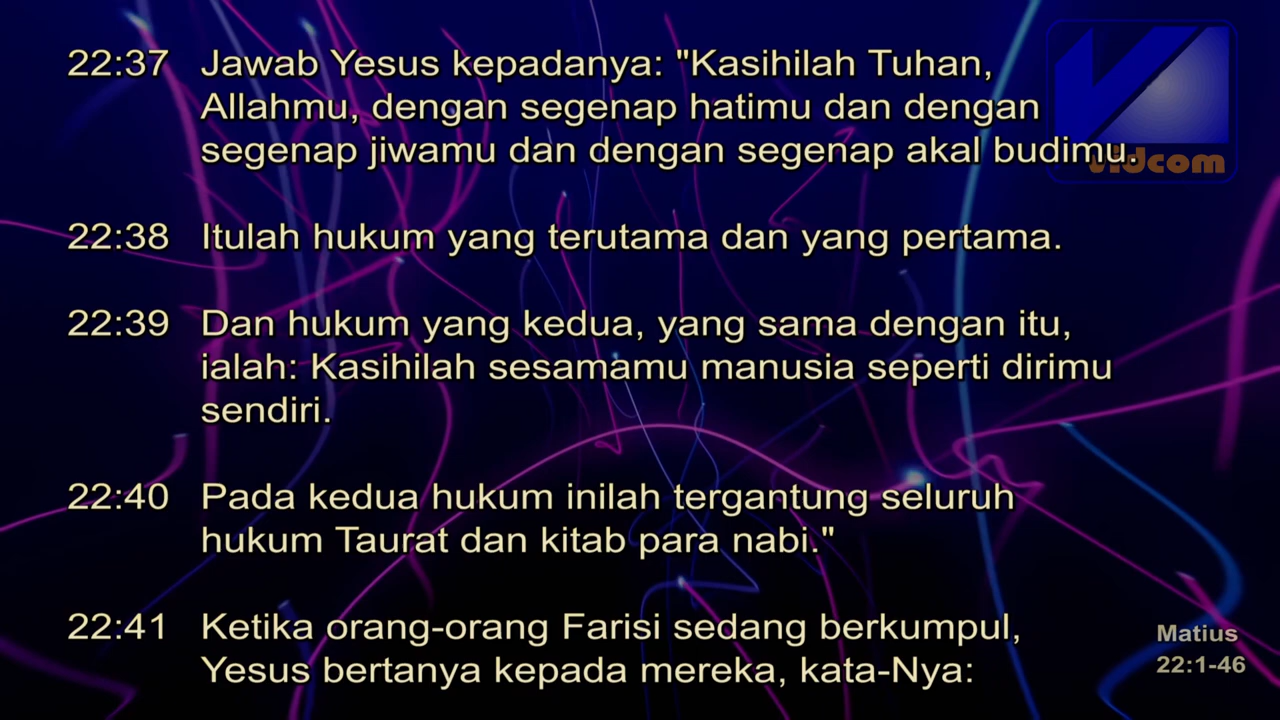 22:37 Jawab Yesus kepadanya: "Kasihilah Tuhan,
Allahmu, dengan segenap hatimu dan dengan
segenap jiwamu dan dengan segenap akal budimu.
vidcom
22:38 Itulah hukum yang terutama dan yang pertama.
22:39 Dan hukum yang kedua, yang sama dengan itu,
ialah: Kasihilah sesamamu manusia seperti dirimu
sendiri.
22:40 Pada kedua hukum inilah tergantung seluruh
hukum Taurat dan kitab para nabi."
22:41 Ketika orang-orang Farisi sedang berkumpul,
Yesus bertanya kepada mereka, kata-Nya:
Matius
22:1-46